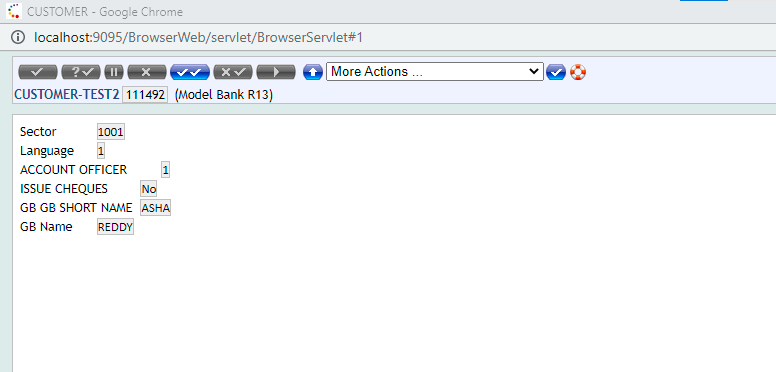 CUSTOMER - Google Chrome
localhost:9095/BrowserWeb/servlet/BrowserServlet#1
More Actions ...
CUSTOMER-TEST2 111492 (Model Bank R13)
Sector 1001
Language 1
ACCOUNT OFFICER 1
ISSUE CHEQUES No
GB GB SHORT NAME ASHA
GB Name REDDY